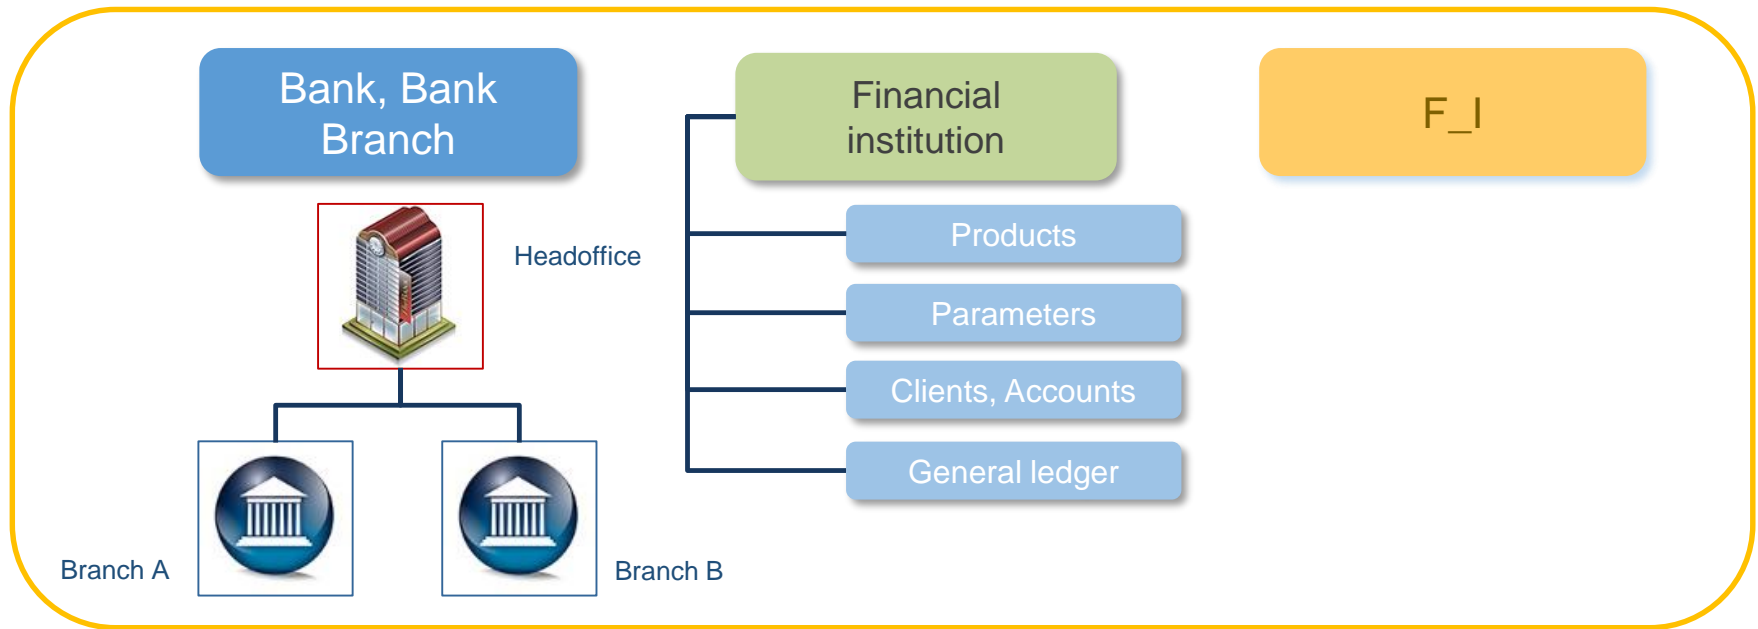 Bank, Bank
Branch
Headoffice
Branch A
Branch B
Financial
institution
Products
Parameters
Clients, Accounts
General ledger
F_I